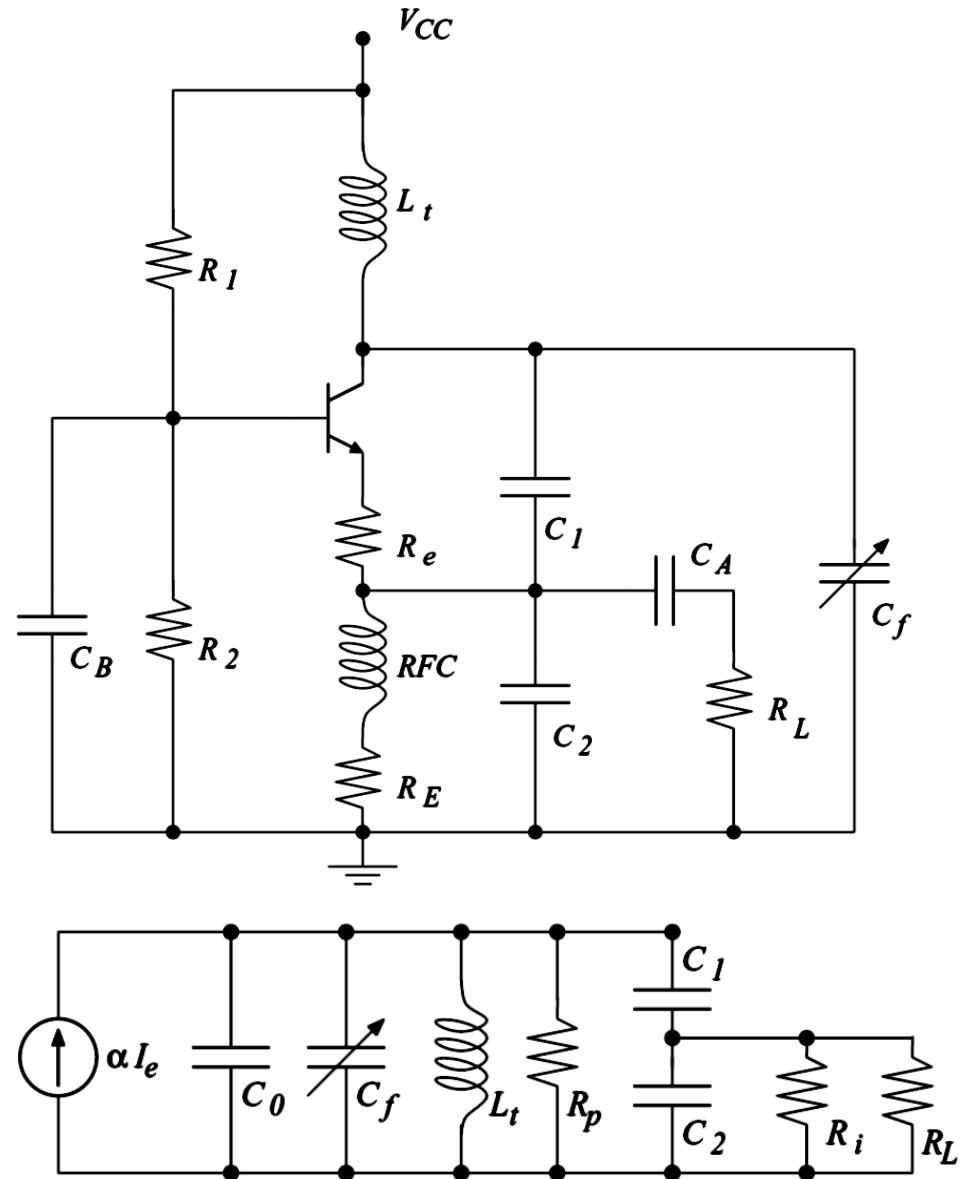 V_CC
L_t
R_1
R_e
C_1
C_A
C_f
C_B
R_2
RFC
C_2
R_L
R_E
C_1
αI_e
C_0
C_f
L_t
R_p
C_2
R_i
R_L